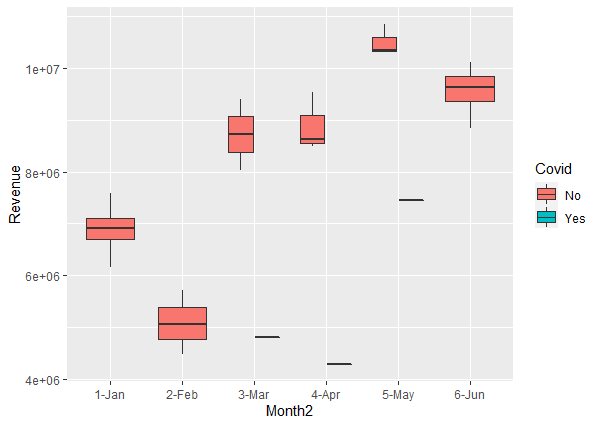 Revenue
1e+07
8e+06
6e+06
4e+06
1-Jan 2-Feb 3-Mar 4-Apr 5-May 6-Jun
Month2
Covid
No
Yes